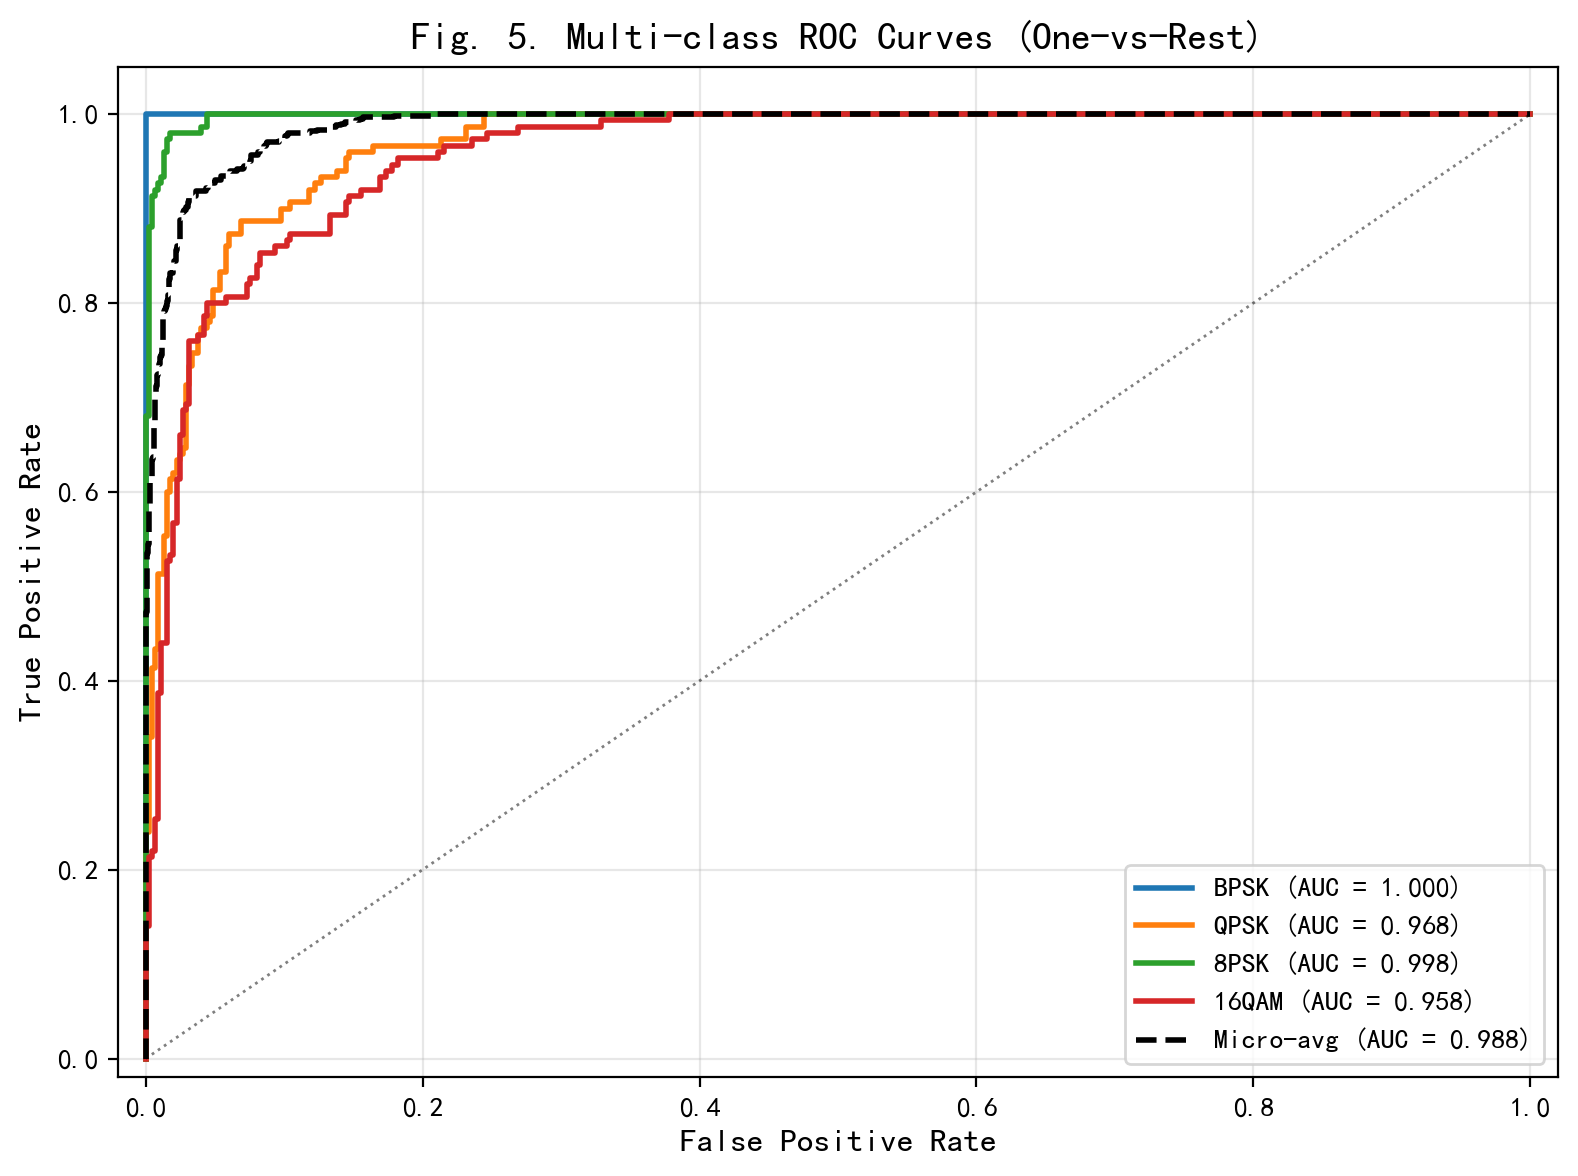 Fig. 5. Multi-class ROC Curves (One-vs-Rest)
True Positive Rate
1.0
0.8
0.6
0.4
0.2
0.0
0.0 0.2 0.4 0.6 0.8 1.0
False Positive Rate
BPSK (AUC = 1.000)
QPSK (AUC = 0.968)
8PSK (AUC = 0.998)
16QAM (AUC = 0.958)
Micro-avg (AUC = 0.988)